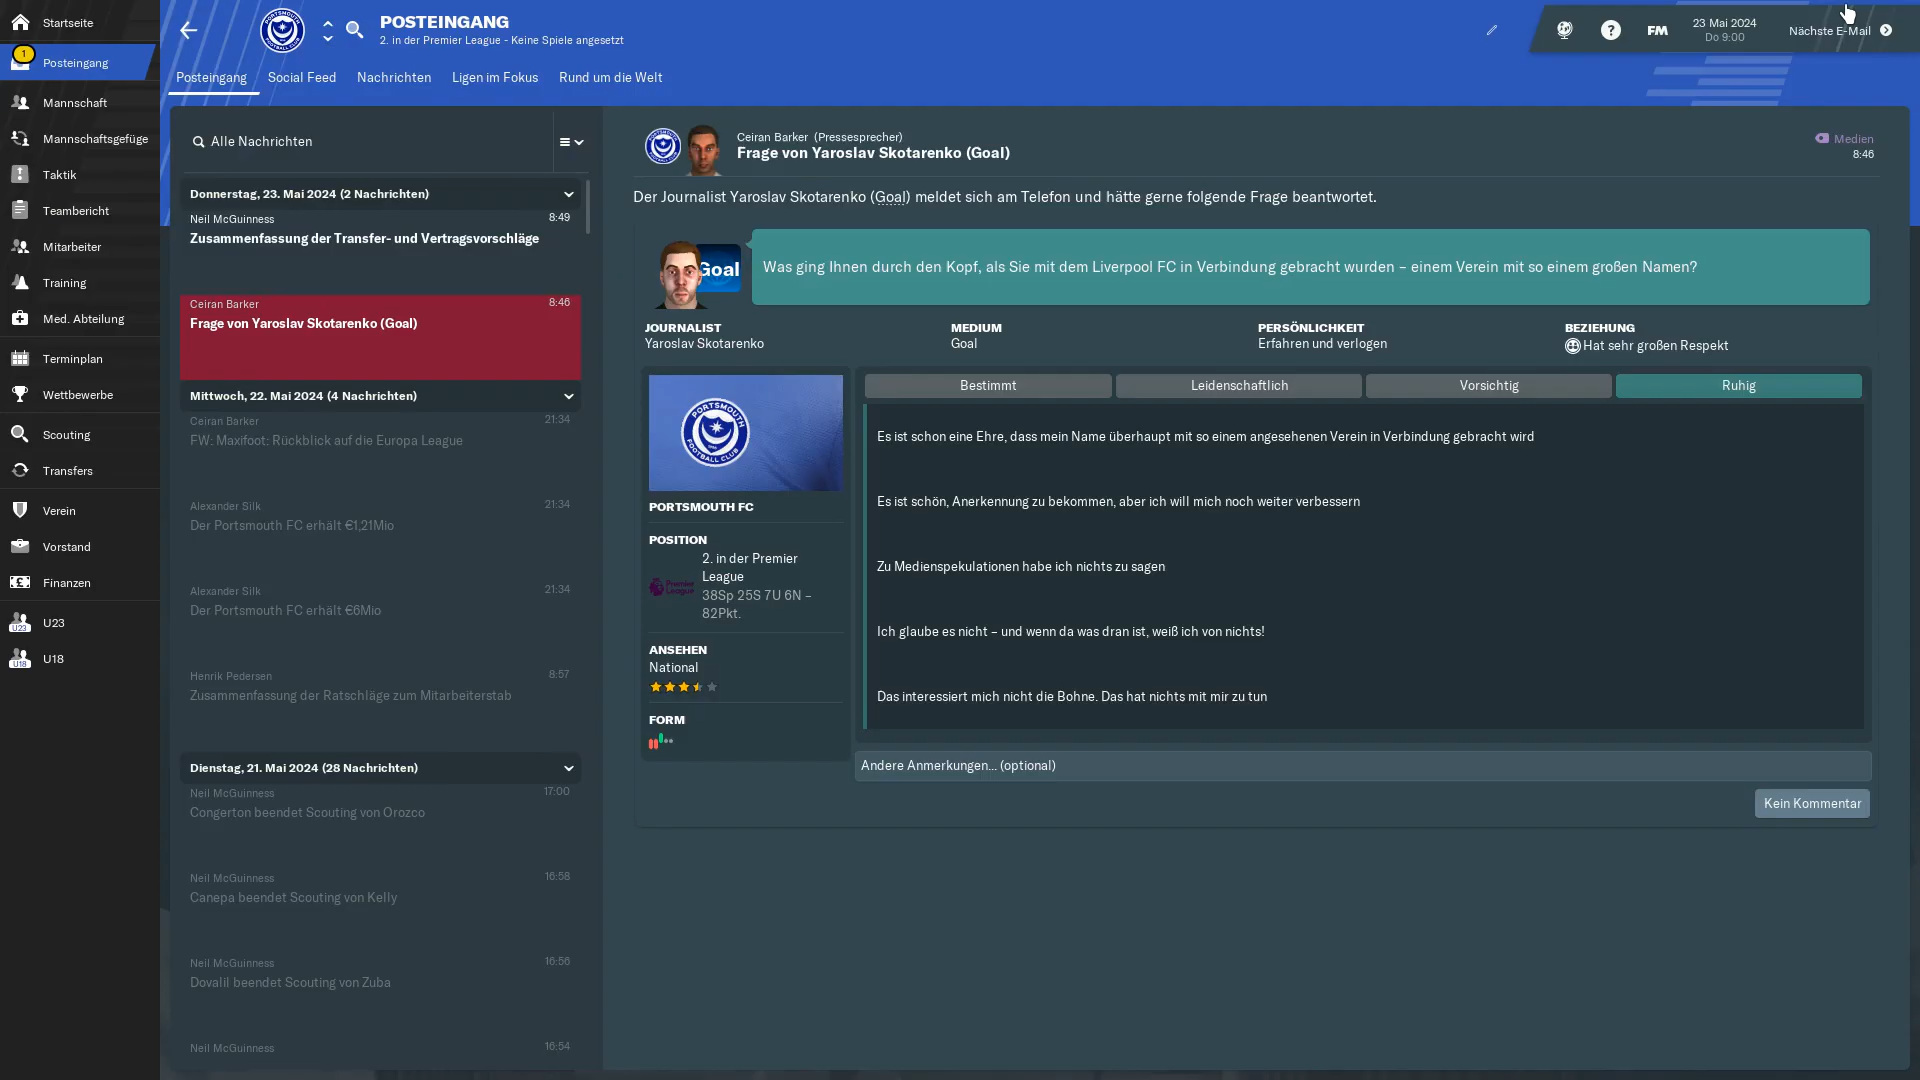 Startseite
1
Posteingang
Mannschaft
Mannschaftsgefüge
Taktik
Teambericht
Mitarbeiter
Training
Med. Abteilung
Terminplan
Wettbewerbe
Scouting
Transfers
Verein
Vorstand
Finanzen
U23
U23
U18
U18
POSTEINGANG
2. in der Premier League - Keine Spiele angesetzt
FM
23 Mai 2024
Do 9:00
Nächste E-Mail
Posteingang
Social Feed
Nachrichten
Ligen im Fokus
Rund um die Welt
Alle Nachrichten
Donnerstag, 23. Mai 2024 (2 Nachrichten)
Neil McGuinness 8:49
Zusammenfassung der Transfer- und Vertragsvorschläge
Ceiran Barker 8:46
Frage von Yaroslav Skotarenko (Goal)
Mittwoch, 22. Mai 2024 (4 Nachrichten)
Ceiran Barker 21:34
FW: Maxifoot: Rückblick auf die Europa League
Alexander Silk 21:34
Der Portsmouth FC erhält €1,21Mio
Alexander Silk 21:34
Der Portsmouth FC erhält €6Mio
Henrik Pedersen 8:57
Zusammenfassung der Ratschläge zum Mitarbeiterstab
Dienstag, 21. Mai 2024 (28 Nachrichten)
Neil McGuinness 17:00
Congerton beendet Scouting von Orozco
Neil McGuinness 16:58
Canepa beendet Scouting von Kelly
Neil McGuinness 16:56
Dovalil beendet Scouting von Zuba
Neil McGuinness 16:54
Ceiran Barker (Pressesprecher)
Frage von Yaroslav Skotarenko (Goal)
Medien
8:46
Der Journalist Yaroslav Skotarenko (Goal) meldet sich am Telefon und hätte gerne folgende Frage beantwortet.
Goal
Was ging Ihnen durch den Kopf, als Sie mit dem Liverpool FC in Verbindung gebracht wurden – einem Verein mit so einem großen Namen?
JOURNALIST
Yaroslav Skotarenko
MEDIUM
Goal
PERSÖNLICHKEIT
Erfahren und verlogen
BEZIEHUNG
Hat sehr großen Respekt
PORTSMOUTH
FOOTBALL CLUB
PORTSMOUTH FC
POSITION
Premier League
2. in der Premier
League
38Sp 25S 7U 6N –
82Pkt.
ANSEHEN
National
FORM
Bestimmt
Leidenschaftlich
Vorsichtig
Ruhig
Es ist schon eine Ehre, dass mein Name überhaupt mit so einem angesehenen Verein in Verbindung gebracht wird
Es ist schön, Anerkennung zu bekommen, aber ich will mich noch weiter verbessern
Zu Medienspekulationen habe ich nichts zu sagen
Ich glaube es nicht – und wenn da was dran ist, weiß ich von nichts!
Das interessiert mich nicht die Bohne. Das hat nichts mit mir zu tun
Andere Anmerkungen... (optional)
Kein Kommentar